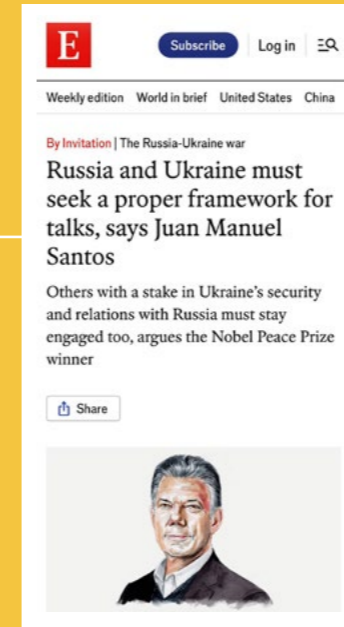 E
Subscribe
Log in
Weekly edition World in brief United States China
By Invitation | The Russia-Ukraine war
Russia and Ukraine must
seek a proper framework for
talks, says Juan Manuel
Santos
Others with a stake in Ukraine’s security
and relations with Russia must stay
engaged too, argues the Nobel Peace Prize
winner
Share